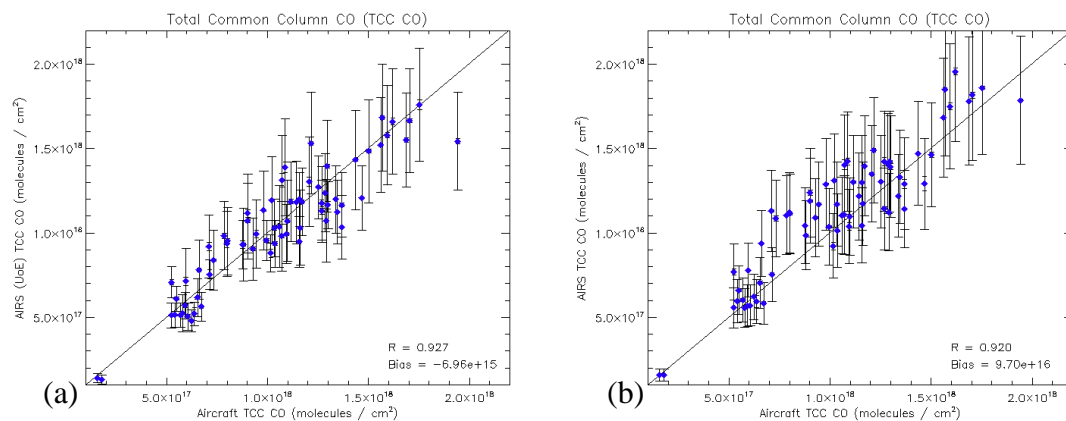 Total Common Column CO (TCC CO)
AIRS (UoE) TCC CO (molecules / cm²)
2.0×10¹⁸
1.5×10¹⁸
1.0×10¹⁸
5.0×10¹⁷
R = 0.927
Bias = −6.96e+15
(a)
5.0×10¹⁷ 1.0×10¹⁸ 1.5×10¹⁸ 2.0×10¹⁸
Aircraft TCC CO (molecules / cm²)
Total Common Column CO (TCC CO)
AIRS TCC CO (molecules / cm²)
2.0×10¹⁸
1.5×10¹⁸
1.0×10¹⁸
5.0×10¹⁷
R = 0.920
Bias = 9.70e+16
(b)
5.0×10¹⁷ 1.0×10¹⁸ 1.5×10¹⁸ 2.0×10¹⁸
Aircraft TCC CO (molecules / cm²)